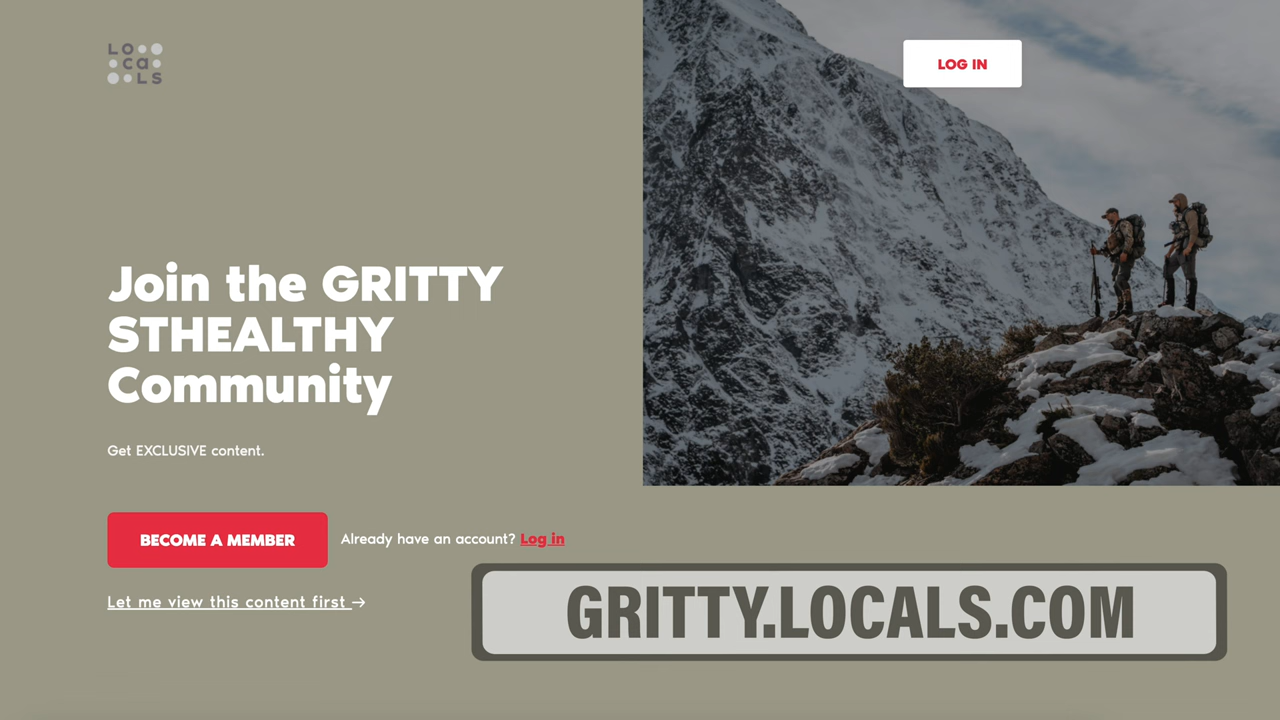 LO
ca
LS
LOG IN
Join the GRITTY
STHEALTHY
Community
Get EXCLUSIVE content.
BECOME A MEMBER
Already have an account? Log in
Let me view this content first →
GRITTY.LOCALS.COM